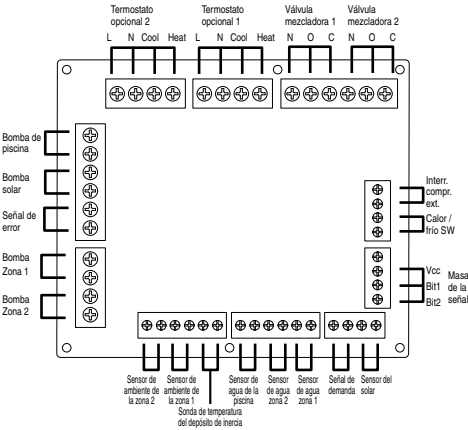 Termostato
opcional 2
Termostato
opcional 1
Válvula
mezcladora 1
Válvula
mezcladora 2
L N Cool Heat L N Cool Heat N O C N O C
Bomba de
piscina
Bomba
solar
Señal de
error
Bomba
Zona 1
Bomba
Zona 2
Interr.
compr.
ext.
Calor /
frío SW
Vcc
Bit1
Bit2
Masa
de la
señal
Sensor de
ambiente de
la zona 2
Sensor de
ambiente de
la zona 1
Sonda de temperatura
del depósito de inercia
Sensor de
agua de la
piscina
Sensor
de agua
zona 2
Sensor
de agua
zona 1
Señal de
demanda
Sensor del
solar